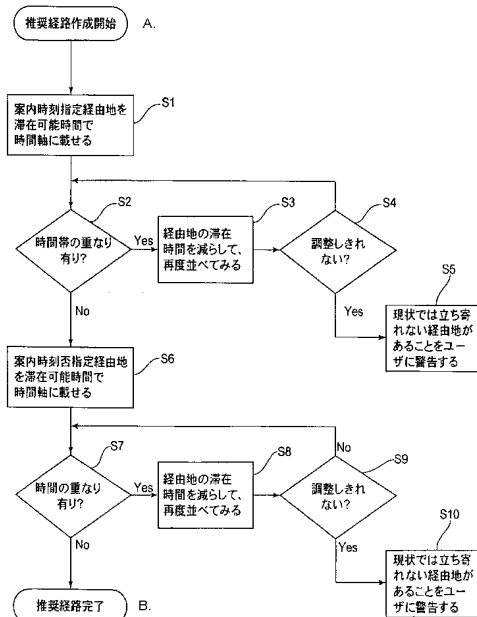 推奨経路作成開始
A.
S1
案内時刻指定経由地を
滞在可能時間で
時間軸に載せる
S2
時間帯の重なり
有り?
Yes
No
S3
経由地の滞在
時間を減らして、
再度並べてみる
S4
調整しきれ
ない?
Yes
S5
現状では立ち寄
れない経由地が
あることをユー
ザに警告する
S6
案内時刻否指定経由地
を滞在可能時間で
時間軸に載せる
S7
時間の重なり
有り?
Yes
No
S8
経由地の滞在
時間を減らして、
再度並べてみる
No
S9
調整しきれ
ない?
Yes
S10
現状では立ち寄
れない経由地が
あることをユー
ザに警告する
推奨経路完了
B.